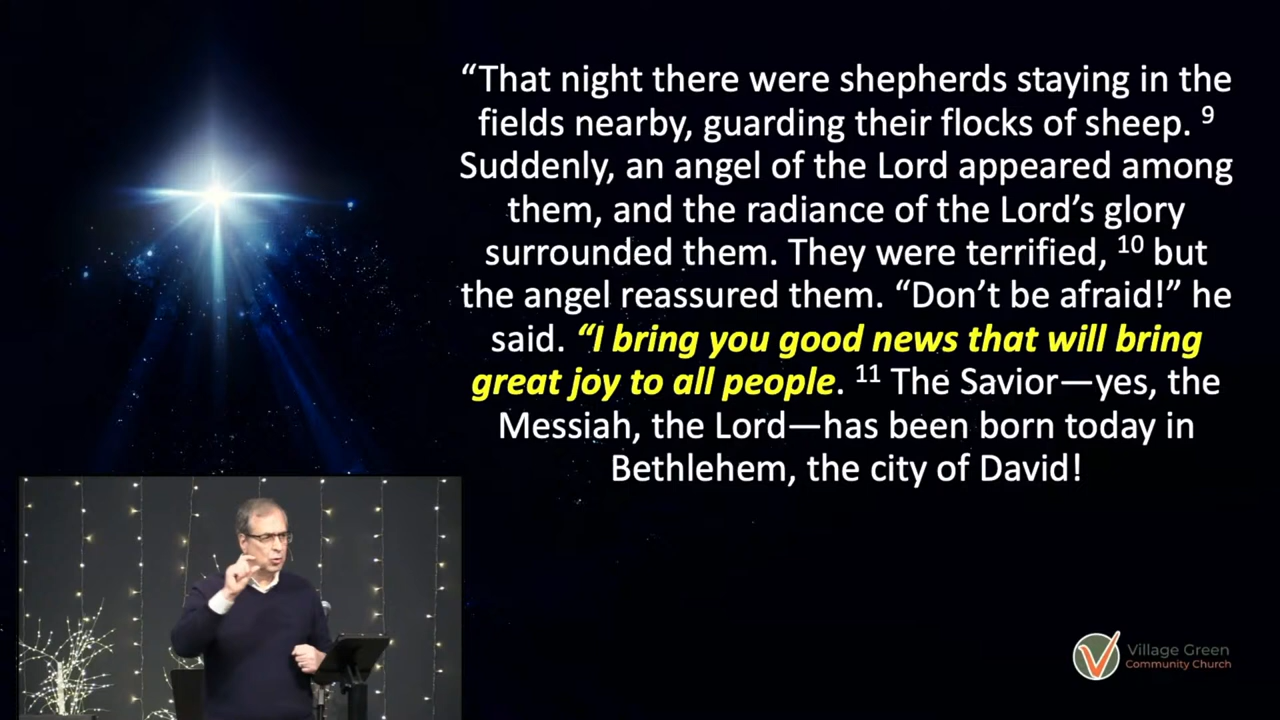 “That night there were shepherds staying in the
fields nearby, guarding their flocks of sheep. 9
Suddenly, an angel of the Lord appeared among
them, and the radiance of the Lord’s glory
surrounded them. They were terrified, 10 but
the angel reassured them. “Don’t be afraid!” he
said. “I bring you good news that will bring
great joy to all people. 11 The Savior—yes, the
Messiah, the Lord—has been born today in
Bethlehem, the city of David!
Village Green
Community Church